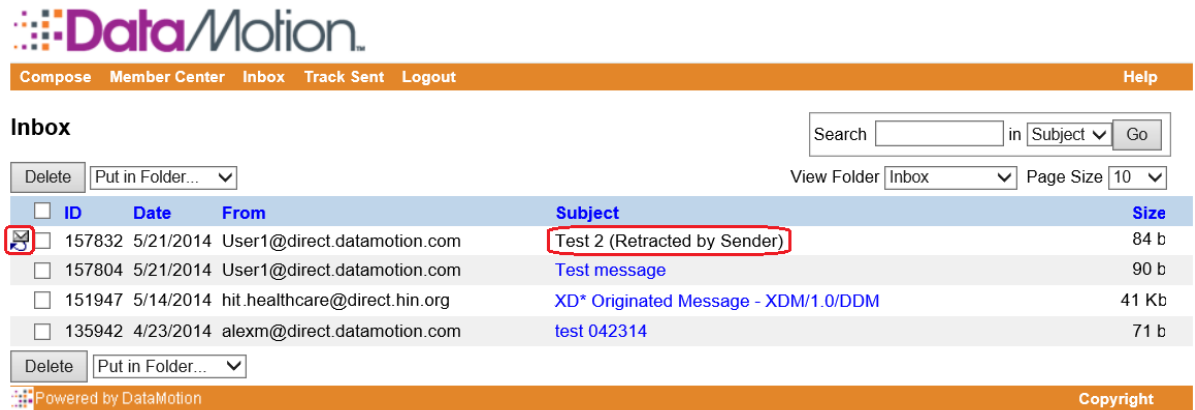 DataMotion™
Compose Member Center Inbox Track Sent Logout Help
Inbox
Search in Subject Go
Delete Put in Folder... View Folder Inbox Page Size 10
ID Date From Subject Size
157832 5/21/2014 User1@direct.datamotion.com Test 2 (Retracted by Sender) 84 b
157804 5/21/2014 User1@direct.datamotion.com Test message 90 b
151947 5/14/2014 hit.healthcare@direct.hin.org XD* Originated Message - XDM/1.0/DDM 41 Kb
135942 4/23/2014 alexm@direct.datamotion.com test 042314 71 b
Delete Put in Folder...
Powered by DataMotion Copyright